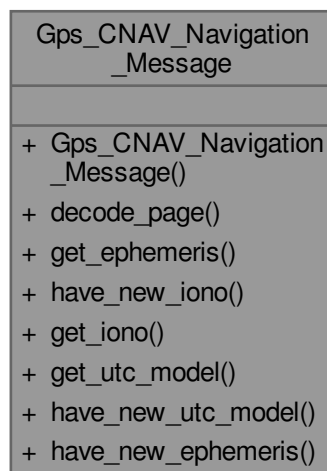 Gps_CNAV_Navigation
_Message
+ Gps_CNAV_Navigation
_Message()
+ decode_page()
+ get_ephemeris()
+ have_new_iono()
+ get_iono()
+ get_utc_model()
+ have_new_utc_model()
+ have_new_ephemeris()